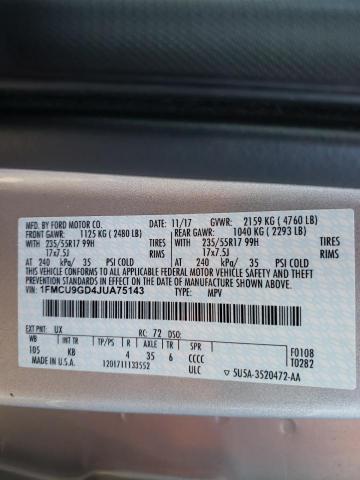 MFD. BY FORD MOTOR CO. DATE: 11/17 GVWR: 2159 KG ( 4760 LB)
FRONT GAWR: 1125 KG ( 2480 LB) REAR GAWR: 1040 KG ( 2293 LB)
WITH 235/55R17 99H TIRES WITH 235/55R17 99H TIRES
17x7.5J RIMS 17x7.5J RIMS
AT 240 kPa/ 35 PSI COLD AT 240 kPa/ 35 PSI COLD
THIS VEHICLE CONFORMS TO ALL APPLICABLE FEDERAL MOTOR VEHICLE SAFETY AND THEFT PREVENTION STANDARDS IN EFFECT ON THE DATE OF MANUFACTURE SHOWN ABOVE.
VIN: 1FMCU9GD4JUA75143 TYPE: MPV
EXT PNT: UX RC: 72 DSO:
WB INT TR TP/PS R AXLE TR SPR
105 KB 4 35 6 CCCC F0108
MADE IN U.S.A. 1201711133552 ULC T0282
▽ 5U5A-3520472-AA